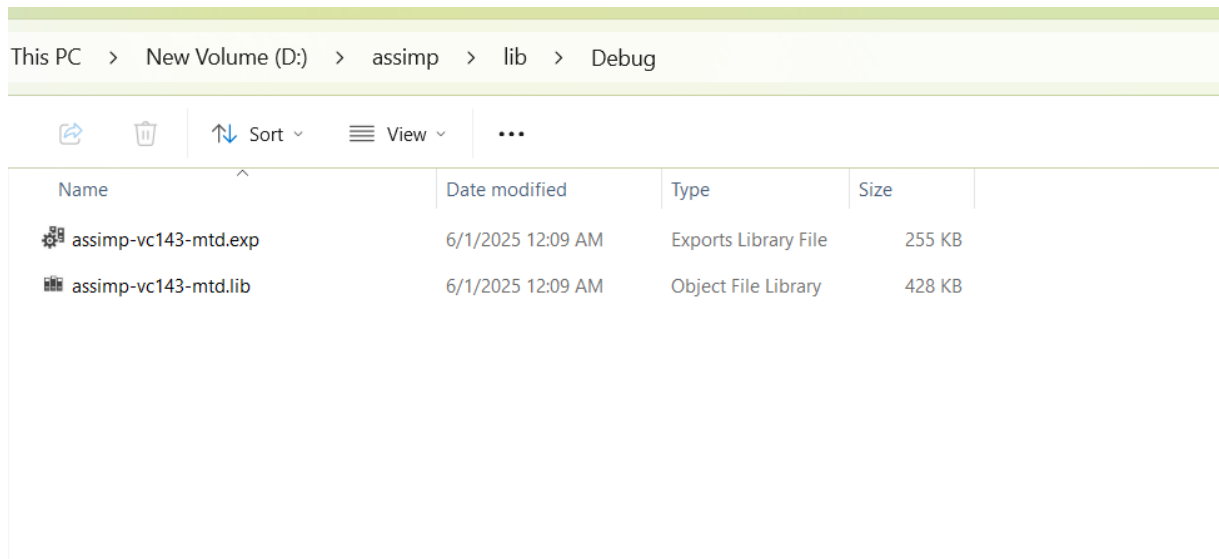 This PC > New Volume (D:) > assimp > lib > Debug
Sort View
Name Date modified Type Size
assimp-vc143-mtd.exp 6/1/2025 12:09 AM Exports Library File 255 KB
assimp-vc143-mtd.lib 6/1/2025 12:09 AM Object File Library 428 KB